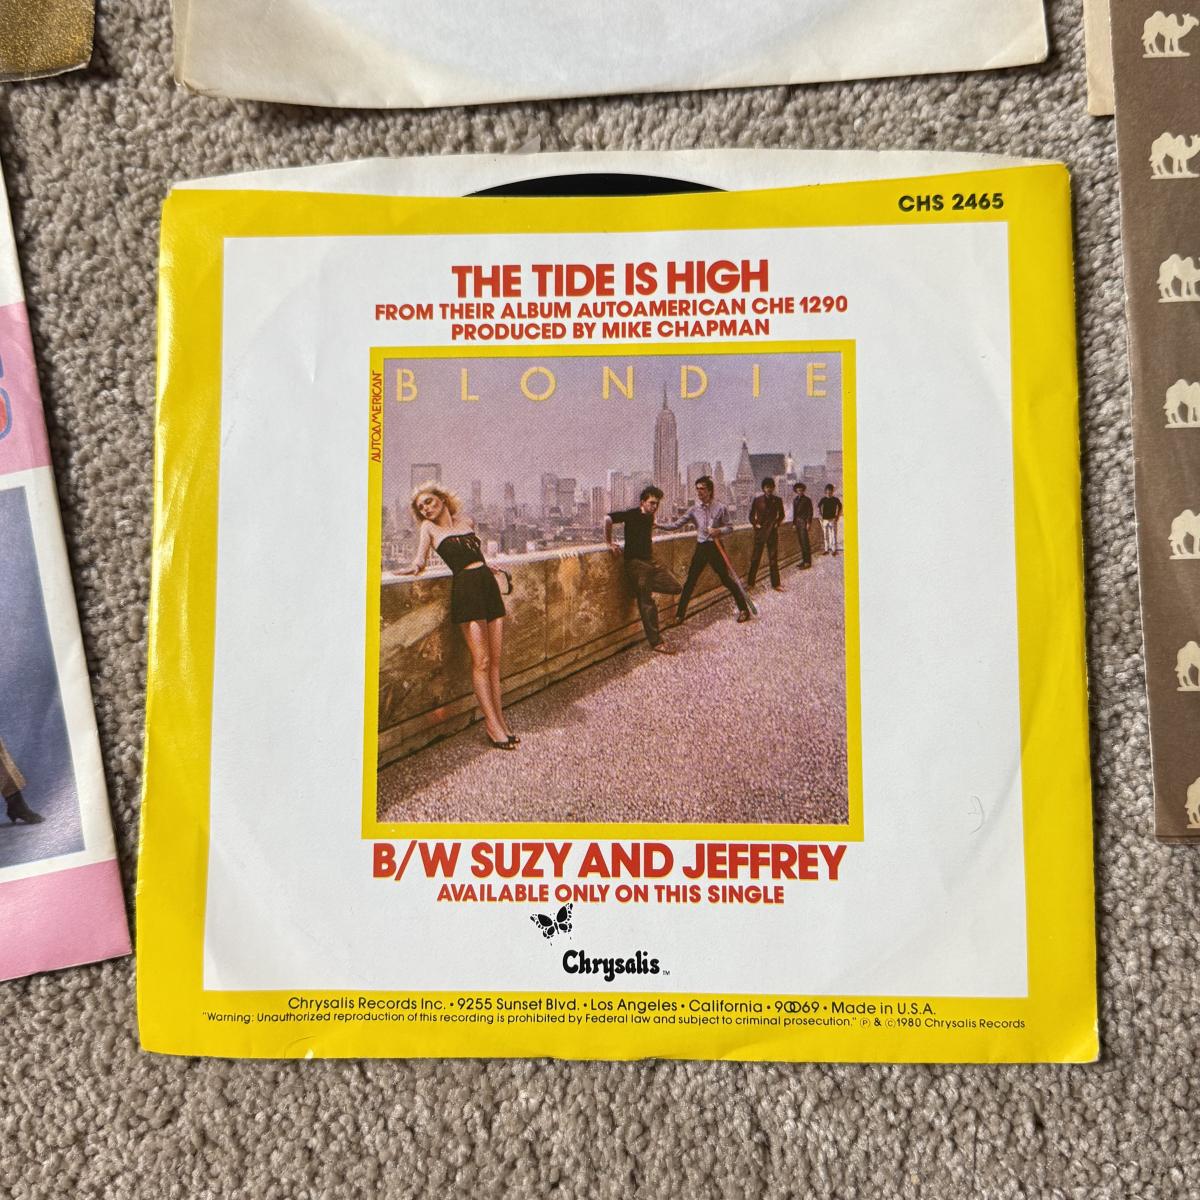 CHS 2465
THE TIDE IS HIGH
FROM THEIR ALBUM AUTOAMERICAN CHE 1290
PRODUCED BY MIKE CHAPMAN
AUTOAMERICAN
BLONDIE
B/W SUZY AND JEFFREY
AVAILABLE ONLY ON THIS SINGLE
Chrysalis TM
Chrysalis Records Inc. • 9255 Sunset Blvd. • Los Angeles • California • 90069 • Made in U.S.A.
"Warning: Unauthorized reproduction of this recording is prohibited by Federal law and subject to criminal prosecution." ℗ & ©1980 Chrysalis Records